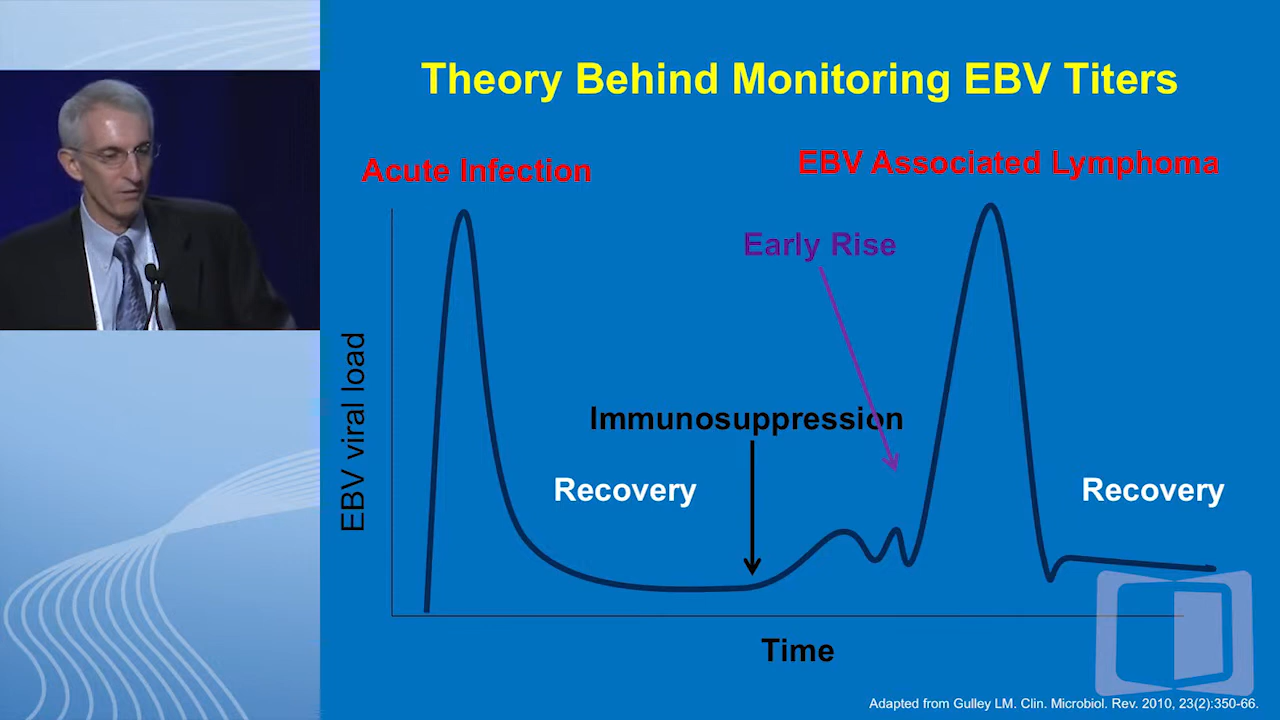 Theory Behind Monitoring EBV Titers
Acute Infection
EBV Associated Lymphoma
Early Rise
EBV viral load
Immunosuppression
Recovery
Recovery
Time
Adapted from Gulley LM. Clin. Microbiol. Rev. 2010, 23(2):350-66.